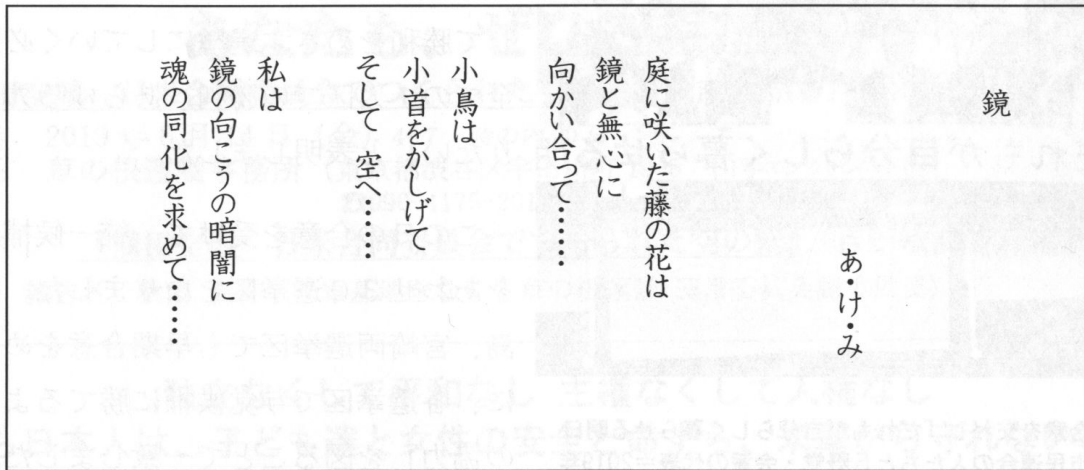 鏡
あ・け・み
庭に咲いた藤の花は
鏡と無心に
向かい合って……
小鳥は
小首をかしげて
そして 空へ……
私は
鏡の向こうの暗闇に
魂の同化を求めて……